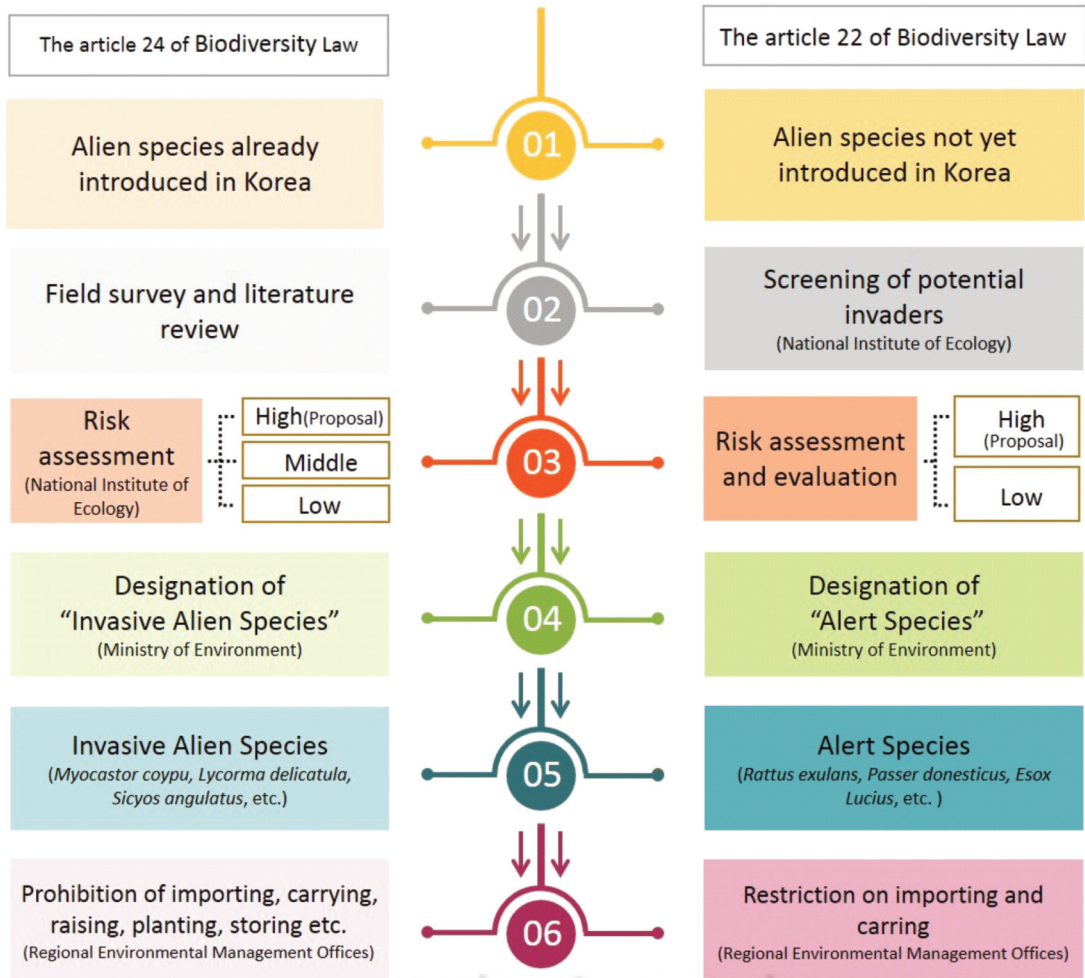 The article 24 of Biodiversity Law
The article 22 of Biodiversity Law
Alien species already
introduced in Korea
01
Alien species not yet
introduced in Korea
Field survey and literature
review
02
Screening of potential
invaders
(National Institute of Ecology)
Risk
assessment
(National Institute of
Ecology)
High(Proposal)
Middle
Low
03
Risk assessment
and evaluation
High
(Proposal)
Low
Designation of
“Invasive Alien Species”
(Ministry of Environment)
04
Designation of
“Alert Species”
(Ministry of Environment)
Invasive Alien Species
(Myocastor coypu, Lycorma delicatula,
Sicyos angulatus, etc.)
05
Alert Species
(Rattus exulans, Passer donesticus, Esox
Lucius, etc. )
Prohibition of importing, carrying,
raising, planting, storing etc.
(Regional Environmental Management Offices)
06
Restriction on importing and
carring
(Regional Environmental Management Offices)